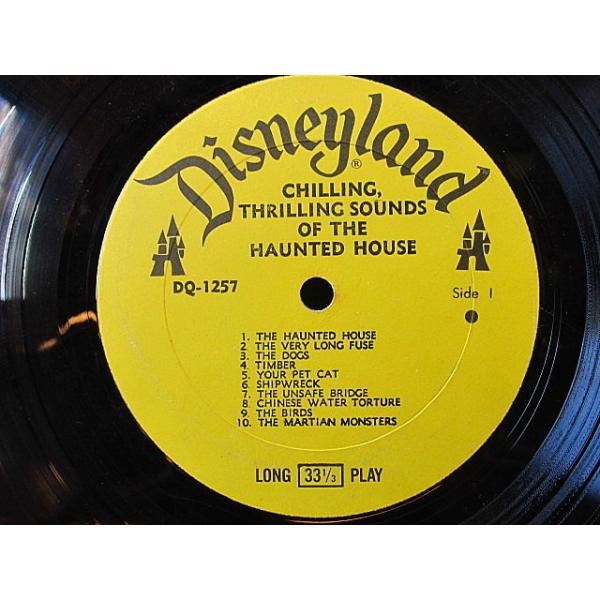 Disneyland®
CHILLING,
THRILLING SOUNDS
OF THE
HAUNTED HOUSE
DQ-1257
Side 1
1. THE HAUNTED HOUSE
2. THE VERY LONG FUSE
3. THE DOGS
4. TIMBER
5. YOUR PET CAT
6. SHIPWRECK
7. THE UNSAFE BRIDGE
8. CHINESE WATER TORTURE
9. THE BIRDS
10. THE MARTIAN MONSTERS
LONG 33⅓ PLAY